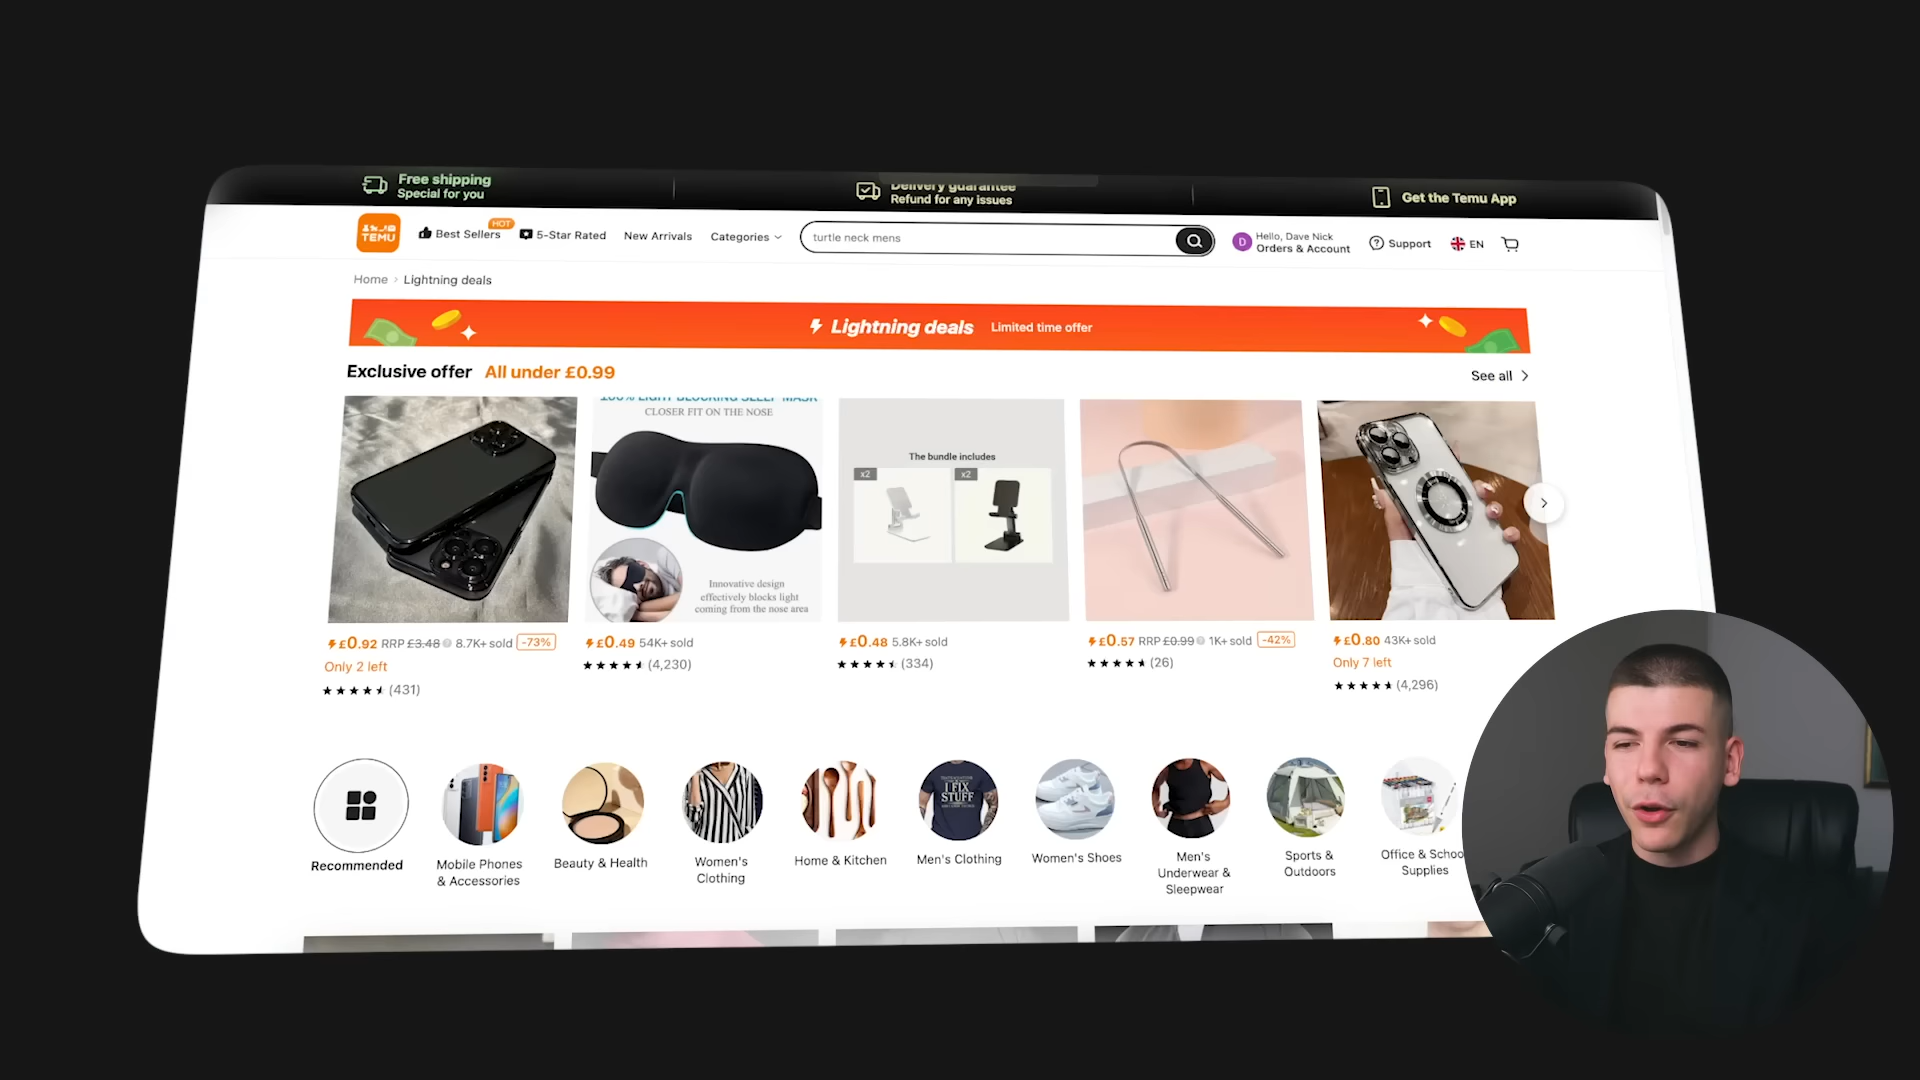 Free shipping
Special for you
Delivery guarantee
Refund for any issues
Get the Temu App
TEMU
Best Sellers
HOT
5-Star Rated
New Arrivals
Categories
turtle neck mens
D
Hello, Dave Nick
Orders & Account
Support
EN
Home › Lightning deals
Lightning deals Limited time offer
Exclusive offer All under £0.99
See all
100% LIGHT BLOCKING SLEEP MASK
CLOSER FIT ON THE NOSE
Innovative design
effectively blocks light
coming from the nose area
The bundle includes
x2
x2
£0.92 RRP £3.48 8.7K+ sold -73%
Only 2 left
(431)
£0.49 54K+ sold
(4,230)
£0.48 5.8K+ sold
(334)
£0.57 RRP £0.99 1K+ sold -42%
(26)
£0.80 43K+ sold
Only 7 left
(4,296)
I FIX
STUFF
Recommended
Mobile Phones
& Accessories
Beauty & Health
Women's
Clothing
Home & Kitchen
Men's Clothing
Women's Shoes
Men's
Underwear &
Sleepwear
Sports &
Outdoors
Office & Schoo
Supplies